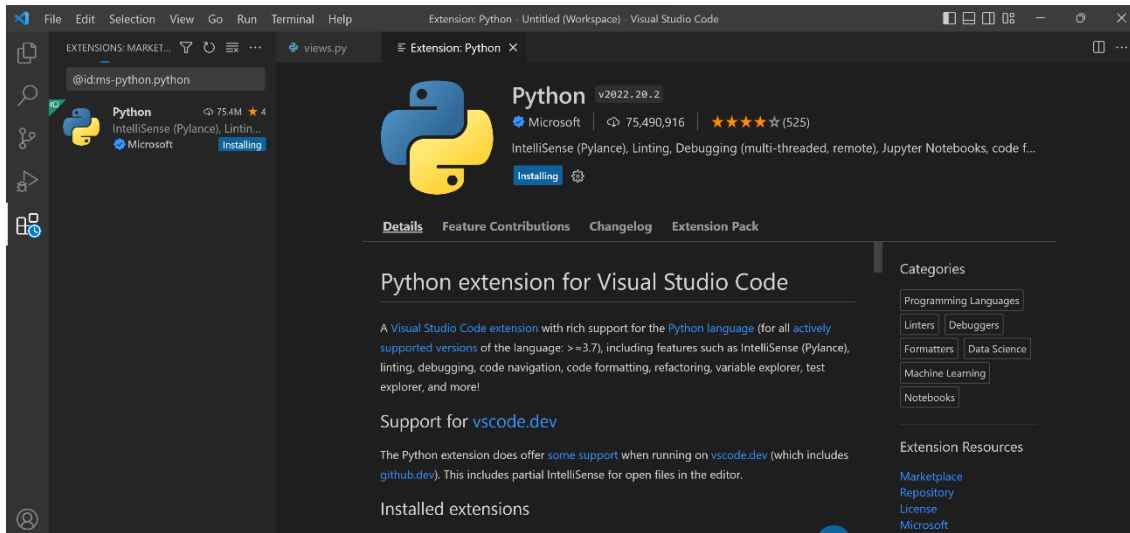 File Edit Selection View Go Run Terminal Help
Extension: Python - Untitled (Workspace) - Visual Studio Code
EXTENSIONS: MARKET...
views.py
Extension: Python
@id:ms-python.python
Python 75.4M 4
IntelliSense (Pylance), Lintin...
Microsoft Installing
Python v2022.20.2
Microsoft 75,490,916 (525)
IntelliSense (Pylance), Linting, Debugging (multi-threaded, remote), Jupyter Notebooks, code f...
Installing
Details Feature Contributions Changelog Extension Pack
Python extension for Visual Studio Code
A Visual Studio Code extension with rich support for the Python language (for all actively
supported versions of the language: >=3.7), including features such as IntelliSense (Pylance),
linting, debugging, code navigation, code formatting, refactoring, variable explorer, test
explorer, and more!
Support for vscode.dev
The Python extension does offer some support when running on vscode.dev (which includes
github.dev). This includes partial IntelliSense for open files in the editor.
Installed extensions
Categories
Programming Languages
Linters Debuggers
Formatters Data Science
Machine Learning
Notebooks
Extension Resources
Marketplace
Repository
License
Microsoft